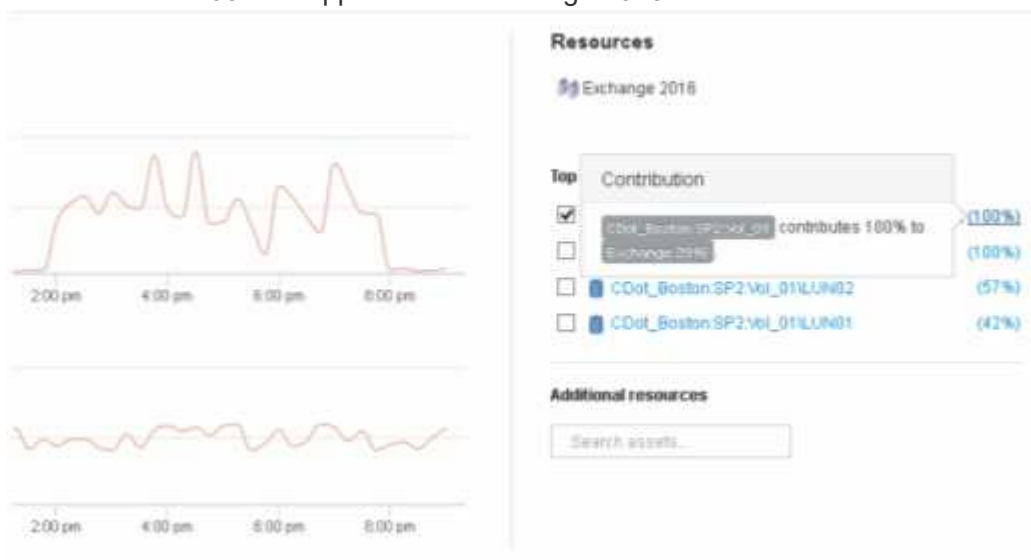 Resources
Exchange 2016
Top
Contribution
CDot_Boston:SP2:Vol_01 contributes 100% to
Exchange 2016
(100%)
(100%)
CDot_Boston:SP2:Vol_01\LUN02 (57%)
CDot_Boston:SP2:Vol_01\LUN01 (42%)
Additional resources
Search assets...
2:00 pm 4:00 pm 6:00 pm 8:00 pm
2:00 pm 4:00 pm 6:00 pm 8:00 pm